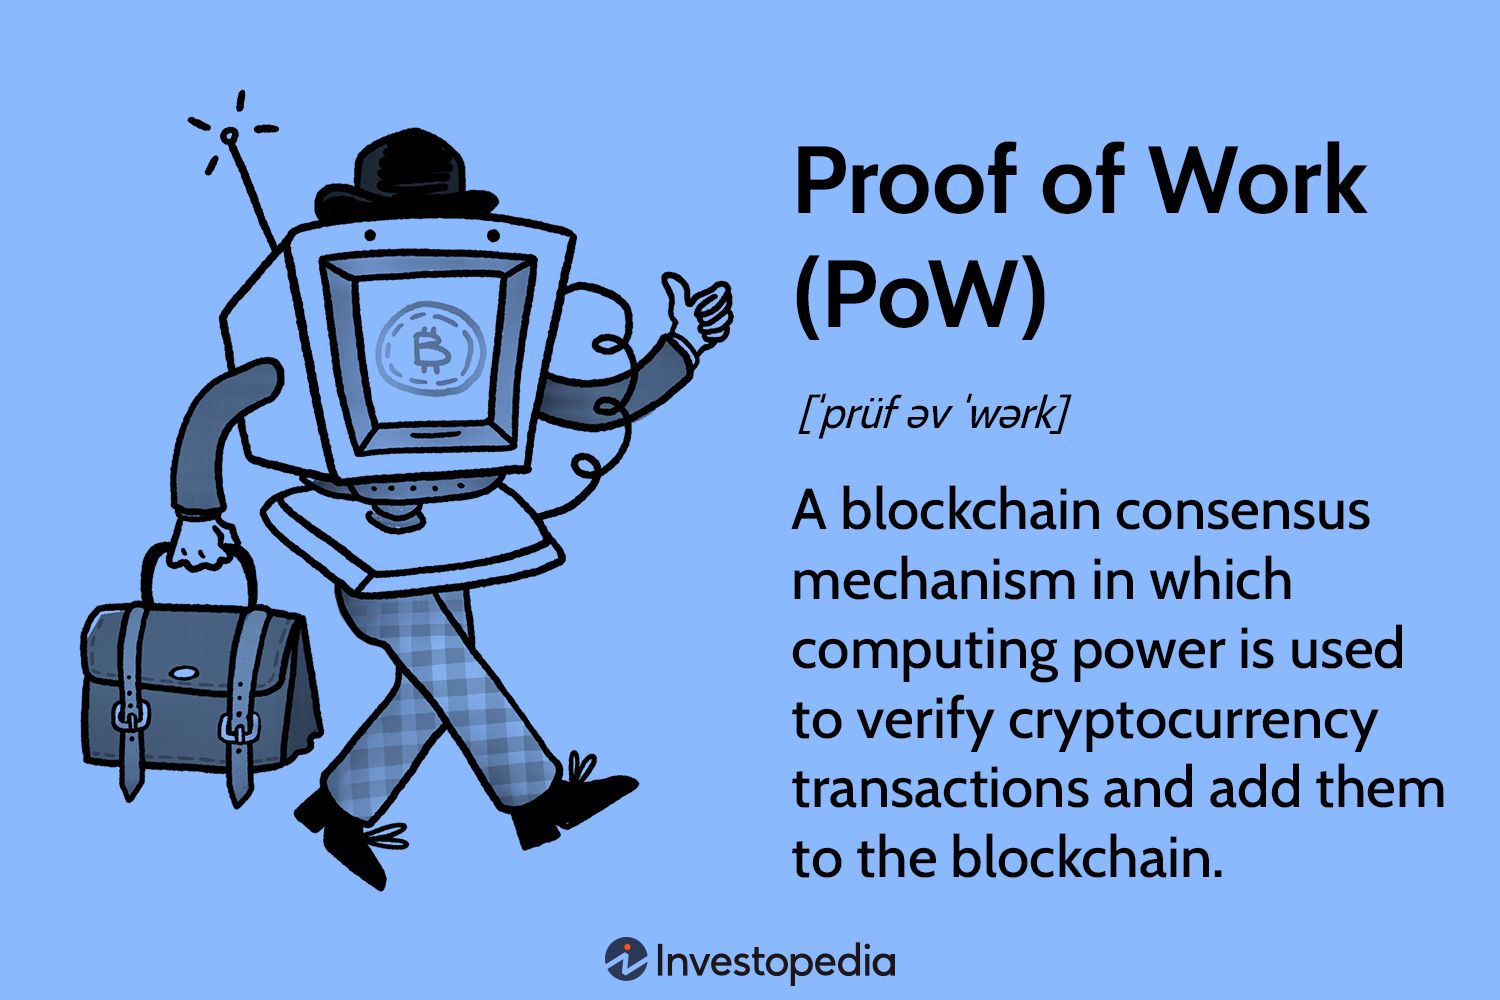 Proof of Work
(PoW)
[ˈprüf əv ˈwərk]
A blockchain consensus
mechanism in which
computing power is used
to verify cryptocurrency
transactions and add them
to the blockchain.
Investopedia